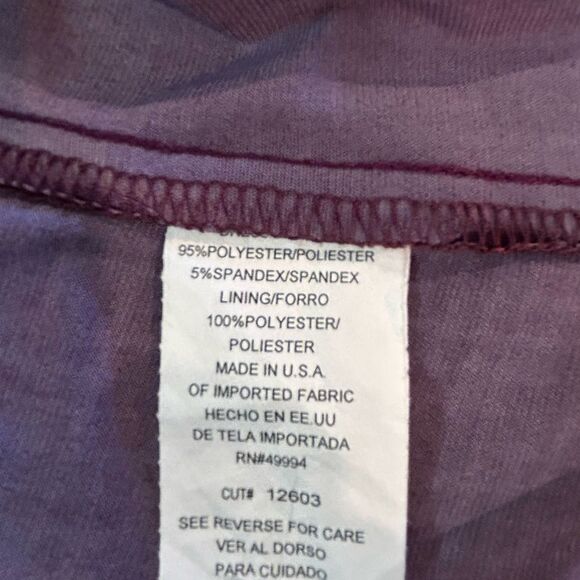 95%POLYESTER/POLIESTER
5%SPANDEX/SPANDEX
LINING/FORRO
100%POLYESTER/
POLIESTER
MADE IN U.S.A.
OF IMPORTED FABRIC
HECHO EN EE.UU
DE TELA IMPORTADA
RN#49994
CUT# 12603
SEE REVERSE FOR CARE
VER AL DORSO
PARA CUIDADO